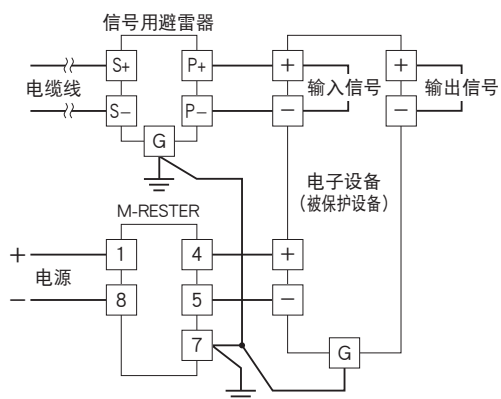 信号用避雷器
S+ P+ + +
电缆线 输入信号 输出信号
S− P− − −
G
电子设备
（被保护设备）
M-RESTER
+ 1 4 +
电源
− 8 5 −
7 G